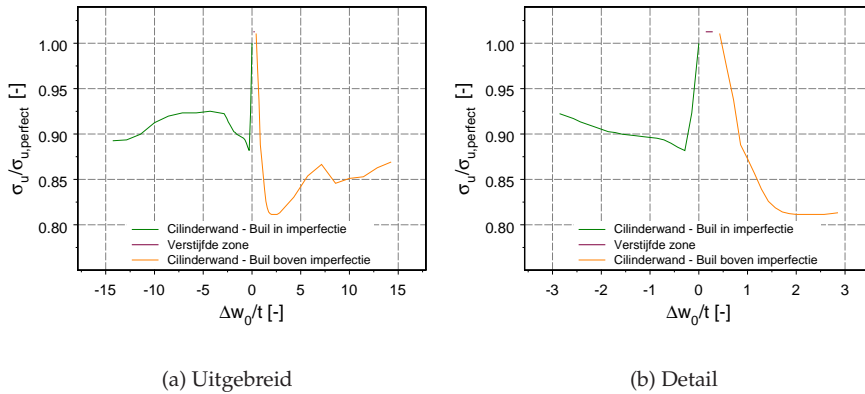 1.00
0.95
0.90
0.85
0.80
σu/σu,perfect [-]
Cilinderwand - Buil in imperfectie
Verstijfde zone
Cilinderwand - Buil boven imperfectie
-15 -10 -5 0 5 10 15
Δw0/t [-]
(a) Uitgebreid
1.00
0.95
0.90
0.85
0.80
σu/σu,perfect [-]
Cilinderwand - Buil in imperfectie
Verstijfde zone
Cilinderwand - Buil boven imperfectie
-3 -2 -1 0 1 2 3
Δw0/t [-]
(b) Detail